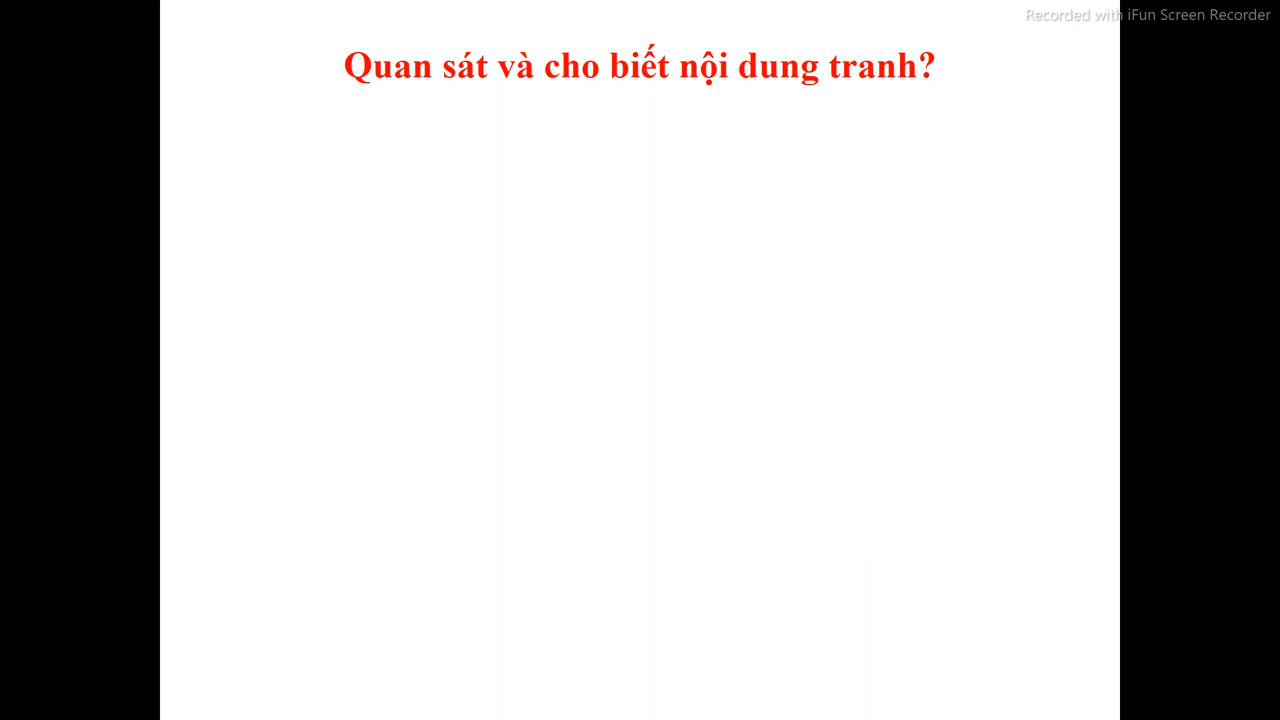 Recorded with iFun Screen Recorder
Quan sát và cho biết nội dung tranh?